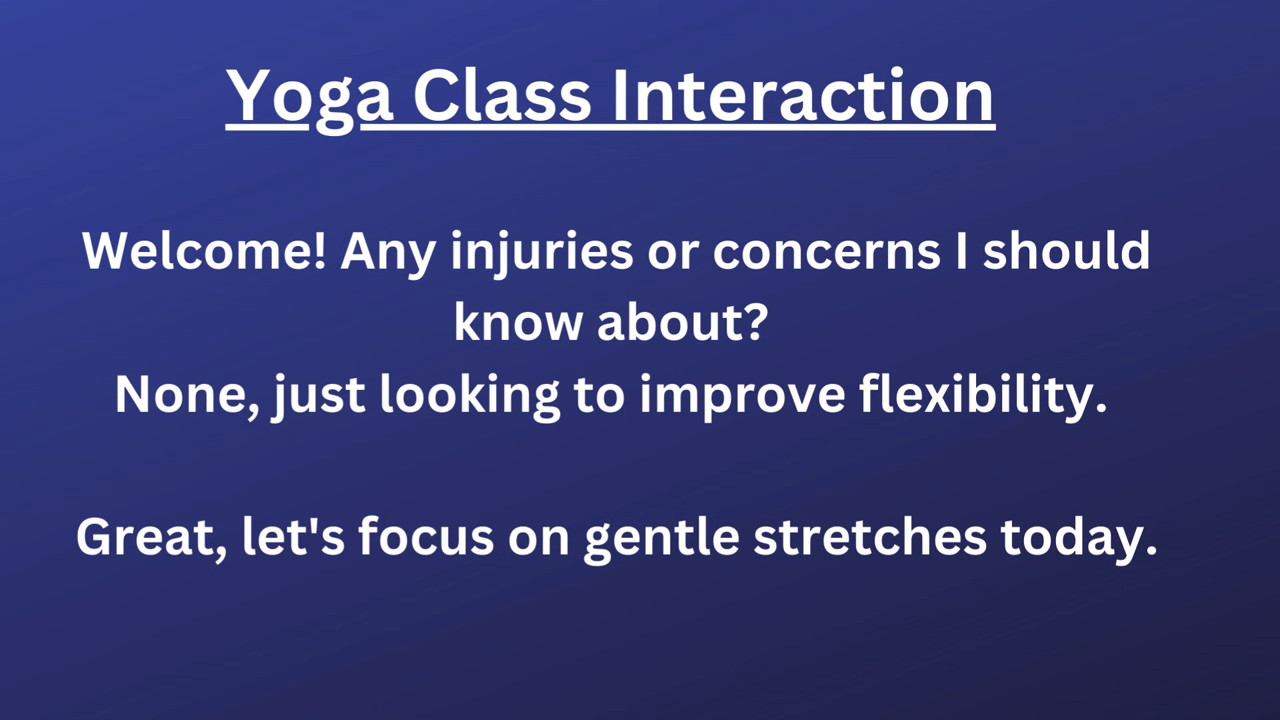 Yoga Class Interaction
Welcome! Any injuries or concerns I should
know about?
None, just looking to improve flexibility.
Great, let's focus on gentle stretches today.